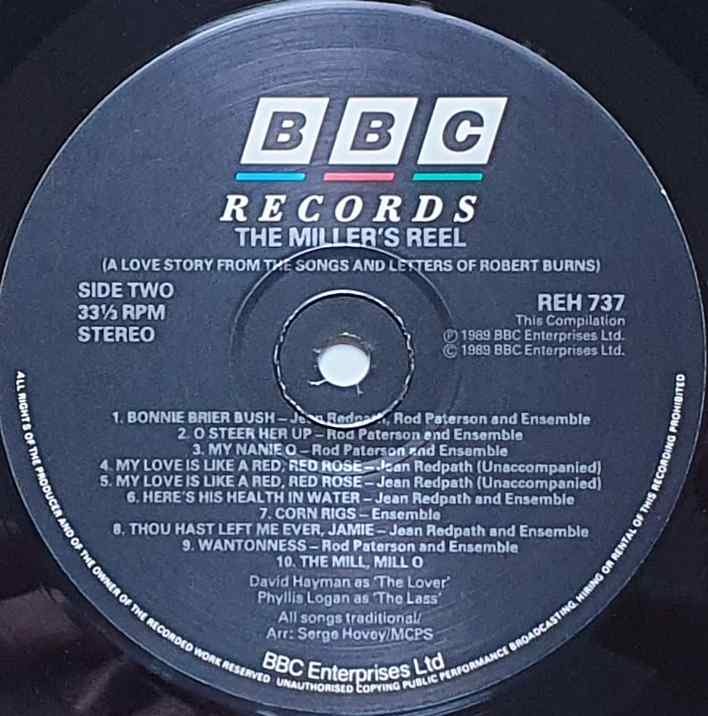 BBC
RECORDS
THE MILLER'S REEL
(A LOVE STORY FROM THE SONGS AND LETTERS OF ROBERT BURNS)
SIDE TWO
33⅓ RPM
STEREO
REH 737
This Compilation
℗ 1989 BBC Enterprises Ltd.
© 1989 BBC Enterprises Ltd.
1. BONNIE BRIER BUSH – Jean Redpath, Rod Paterson and Ensemble
2. O STEER HER UP – Rod Paterson and Ensemble
3. MY NANIE O – Rod Paterson and Ensemble
4. MY LOVE IS LIKE A RED, RED ROSE – Jean Redpath (Unaccompanied)
5. MY LOVE IS LIKE A RED, RED ROSE – Jean Redpath (Unaccompanied)
6. HERE'S HIS HEALTH IN WATER – Jean Redpath and Ensemble
7. CORN RIGS – Ensemble
8. THOU HAST LEFT ME EVER, JAMIE – Jean Redpath and Ensemble
9. WANTONNESS – Rod Paterson and Ensemble
10. THE MILL, MILL O
David Hayman as 'The Lover'
Phyllis Logan as 'The Lass'
All songs traditional/
Arr: Serge Hovey/MCPS
BBC Enterprises Ltd
ALL RIGHTS OF THE PRODUCER AND OF THE OWNER OF THE RECORDED WORK RESERVED UNAUTHORISED COPYING PUBLIC PERFORMANCE BROADCASTING, HIRING OR RENTAL OF THIS RECORDING PROHIBITED